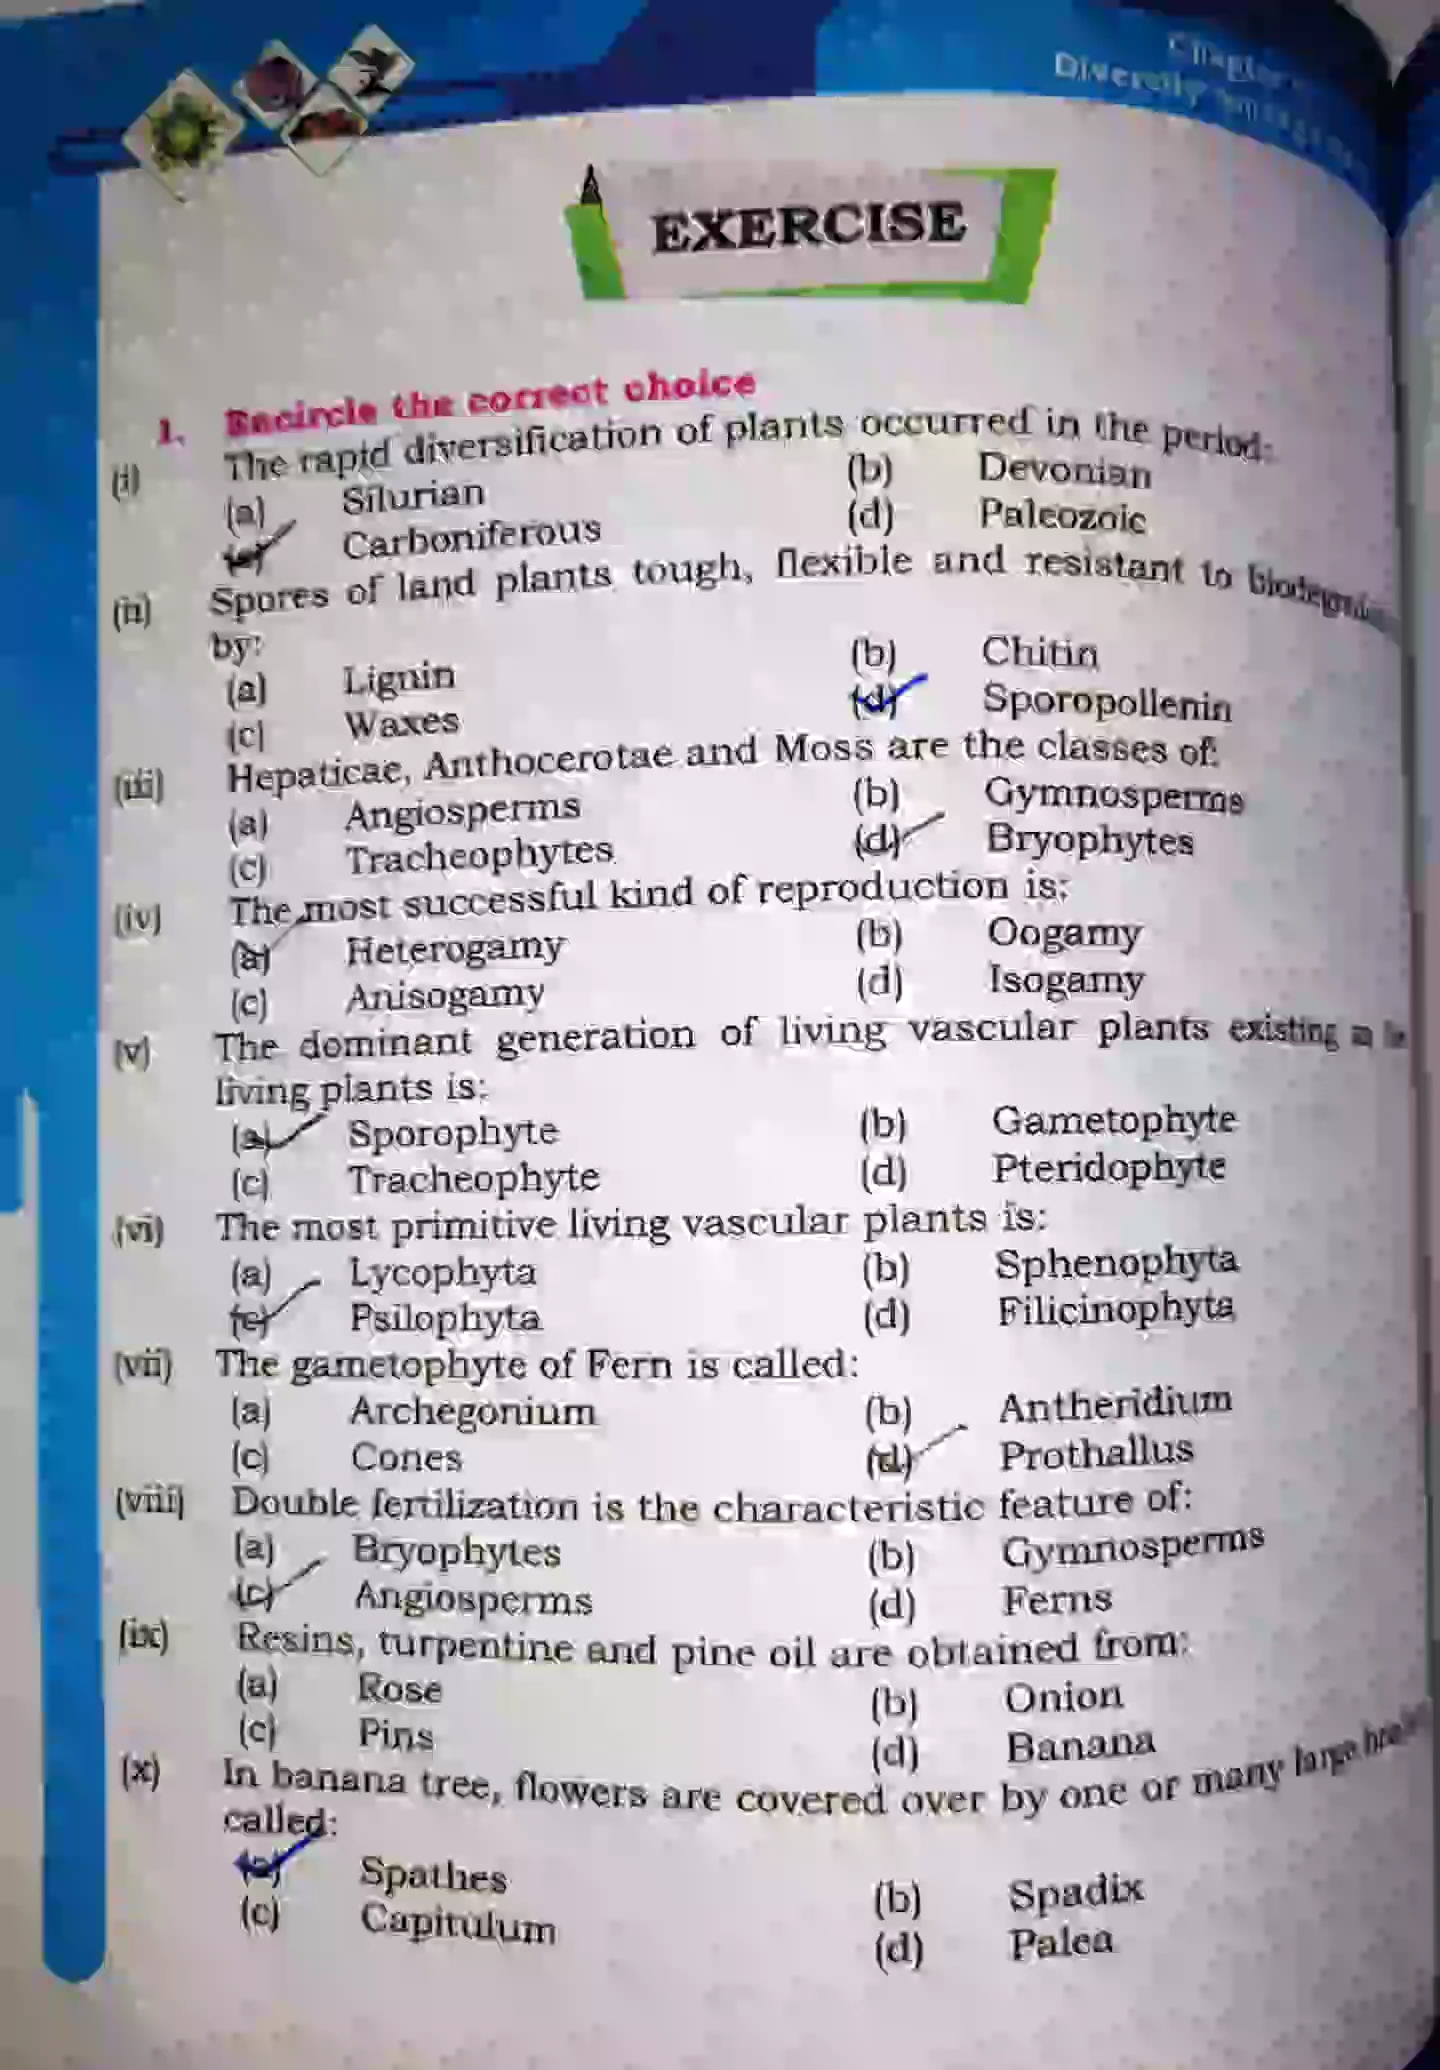 Diversity
EXERCISE
1. Encircle the correct choice
(i) The rapid diversification of plants occurred in the period:
(a) Silurian (b) Devonian
(c) Carboniferous (d) Paleozoic
(ii) Spores of land plants tough, flexible and resistant to
by:
(a) Lignin (b) Chitin
(c) Waxes (d) Sporopollenin
(iii) Hepaticae, Anthocerotae and Moss are the classes of:
(a) Angiosperms (b) Gymnosperms
(c) Tracheophytes (d) Bryophytes
(iv) The most successful kind of reproduction is:
(a) Heterogamy (b) Oogamy
(c) Anisogamy (d) Isogamy
(v) The dominant generation of living vascular plants existing
living plants is:
(a) Sporophyte (b) Gametophyte
(c) Tracheophyte (d) Pteridophyte
(vi) The most primitive living vascular plants is:
(a) Lycophyta (b) Sphenophyta
(c) Psilophyta (d) Filicinophyta
(vii) The gametophyte of Fern is called:
(a) Archegonium (b) Antheridium
(c) Cones (d) Prothallus
(viii) Double fertilization is the characteristic feature of:
(a) Bryophytes (b) Gymnosperms
(c) Angiosperms (d) Ferns
(ix) Resins, turpentine and pine oil are obtained from:
(a) Rose (b) Onion
(c) Pins (d) Banana
(x) In banana tree, flowers are covered over by one or many large
called:
(a) Spathes (b) Spadix
(c) Capitulum (d) Palea